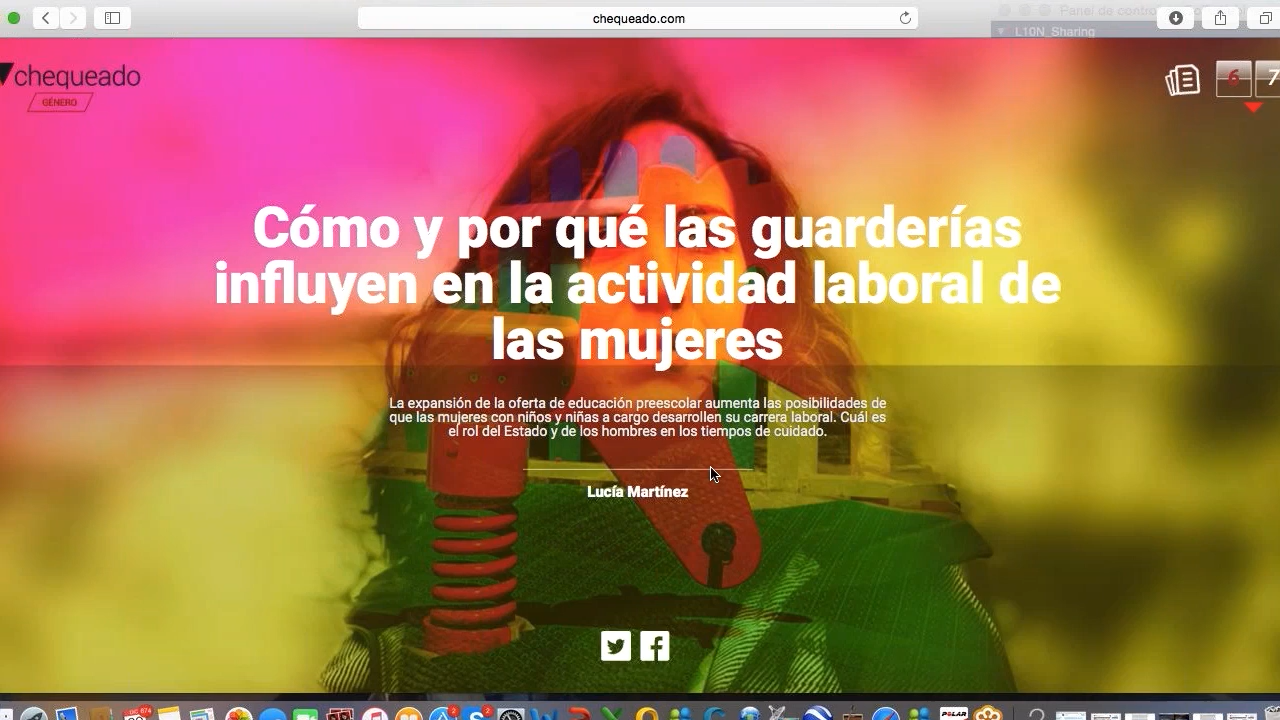 chequeado.com
Panel de contro
L10N_Sharing
chequeado
GÉNERO
6 7
Cómo y por qué las guarderías
influyen en la actividad laboral de
las mujeres
La expansión de la oferta de educación preescolar aumenta las posibilidades de
que las mujeres con niños y niñas a cargo desarrollen su carrera laboral. Cuál es
el rol del Estado y de los hombres en los tiempos de cuidado.
Lucía Martínez